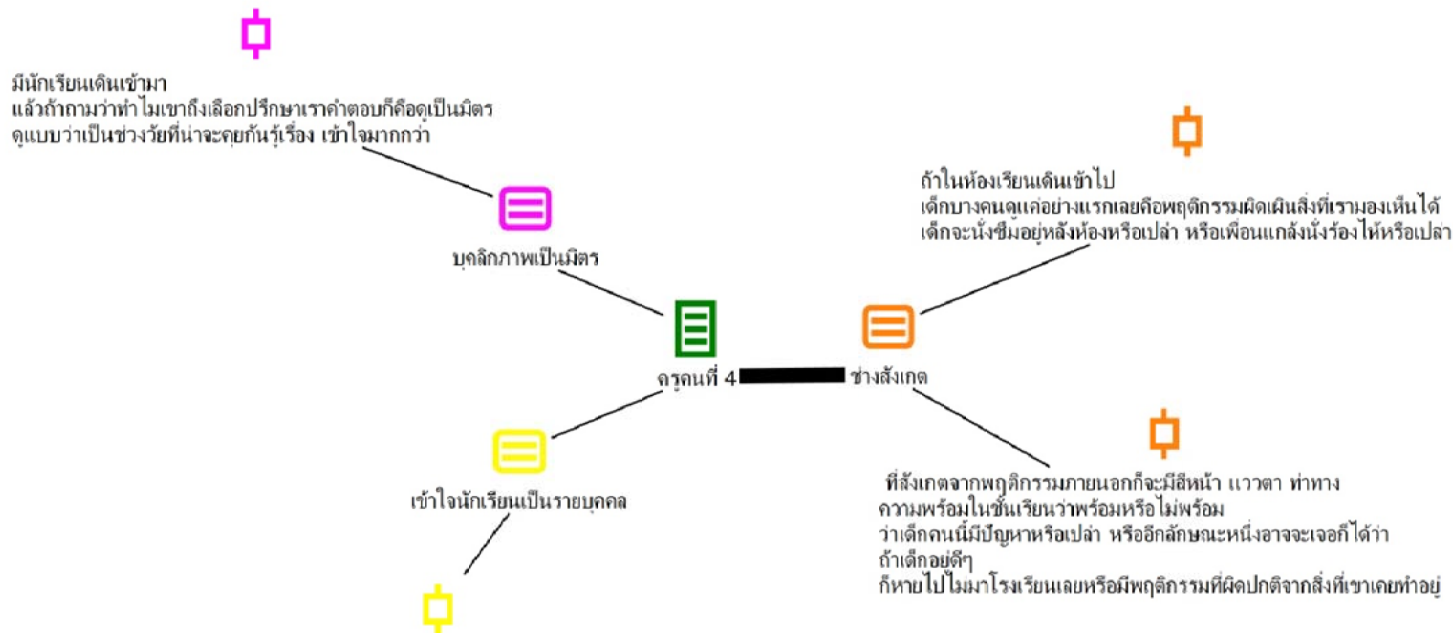 มีนักเรียนเดินเข้ามา
แล้วถ้าถามว่าทำไมเขาถึงเลือกปรึกษาเราคำตอบก็คือดูเป็นมิตร
ดูแบบว่าเป็นช่วงวัยที่น่าจะคุยกันรู้เรื่อง เข้าใจมากกว่า
บุคลิกภาพเป็นมิตร
ถ้าในห้องเรียนเดินเข้าไป
เด็กบางคนดูแค่อย่างแรกเลยคือพฤติกรรมผิดเผินสิ่งที่เรามองเห็นได้
เด็กจะนั่งซึมอยู่หลังห้องหรือเปล่า หรือเพื่อนแกล้งนั่งร้องไห้หรือเปล่า
ครูคนที่ 4
ช่างสังเกต
เข้าใจนักเรียนเป็นรายบุคคล
ที่สังเกตจากพฤติกรรมภายนอกก็จะมีสีหน้า แววตา ท่าทาง
ความพร้อมในชั้นเรียนว่าพร้อมหรือไม่พร้อม
ว่าเด็กคนนี้มีปัญหาหรือเปล่า หรืออีกลักษณะหนึ่งอาจจะเจอก็ได้ว่า
ถ้าเด็กอยู่ดีๆ
ก็หายไปไม่มาโรงเรียนเลยหรือมีพฤติกรรมที่ผิดปกติจากสิ่งที่เขาเคยทำอยู่